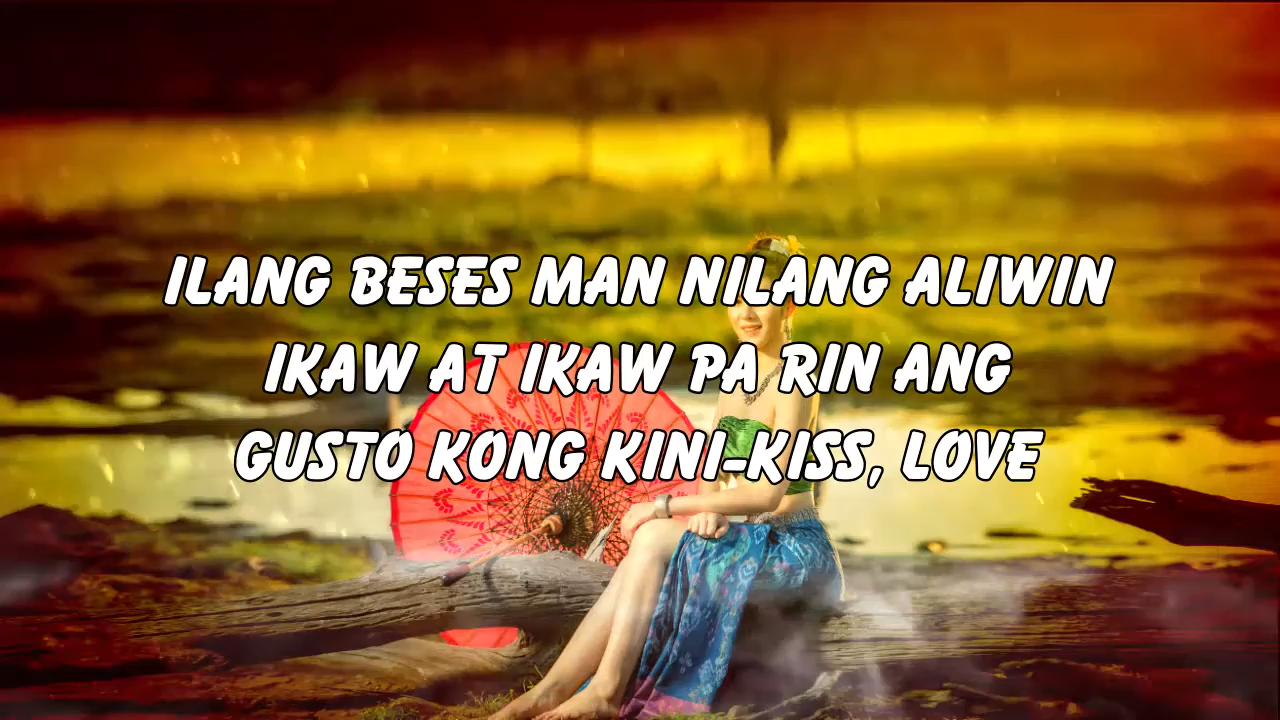 ILANG BESES MAN NILANG ALIWIN
IKAW AT IKAW PA RIN ANG
GUSTO KONG KINI-KISS, LOVE